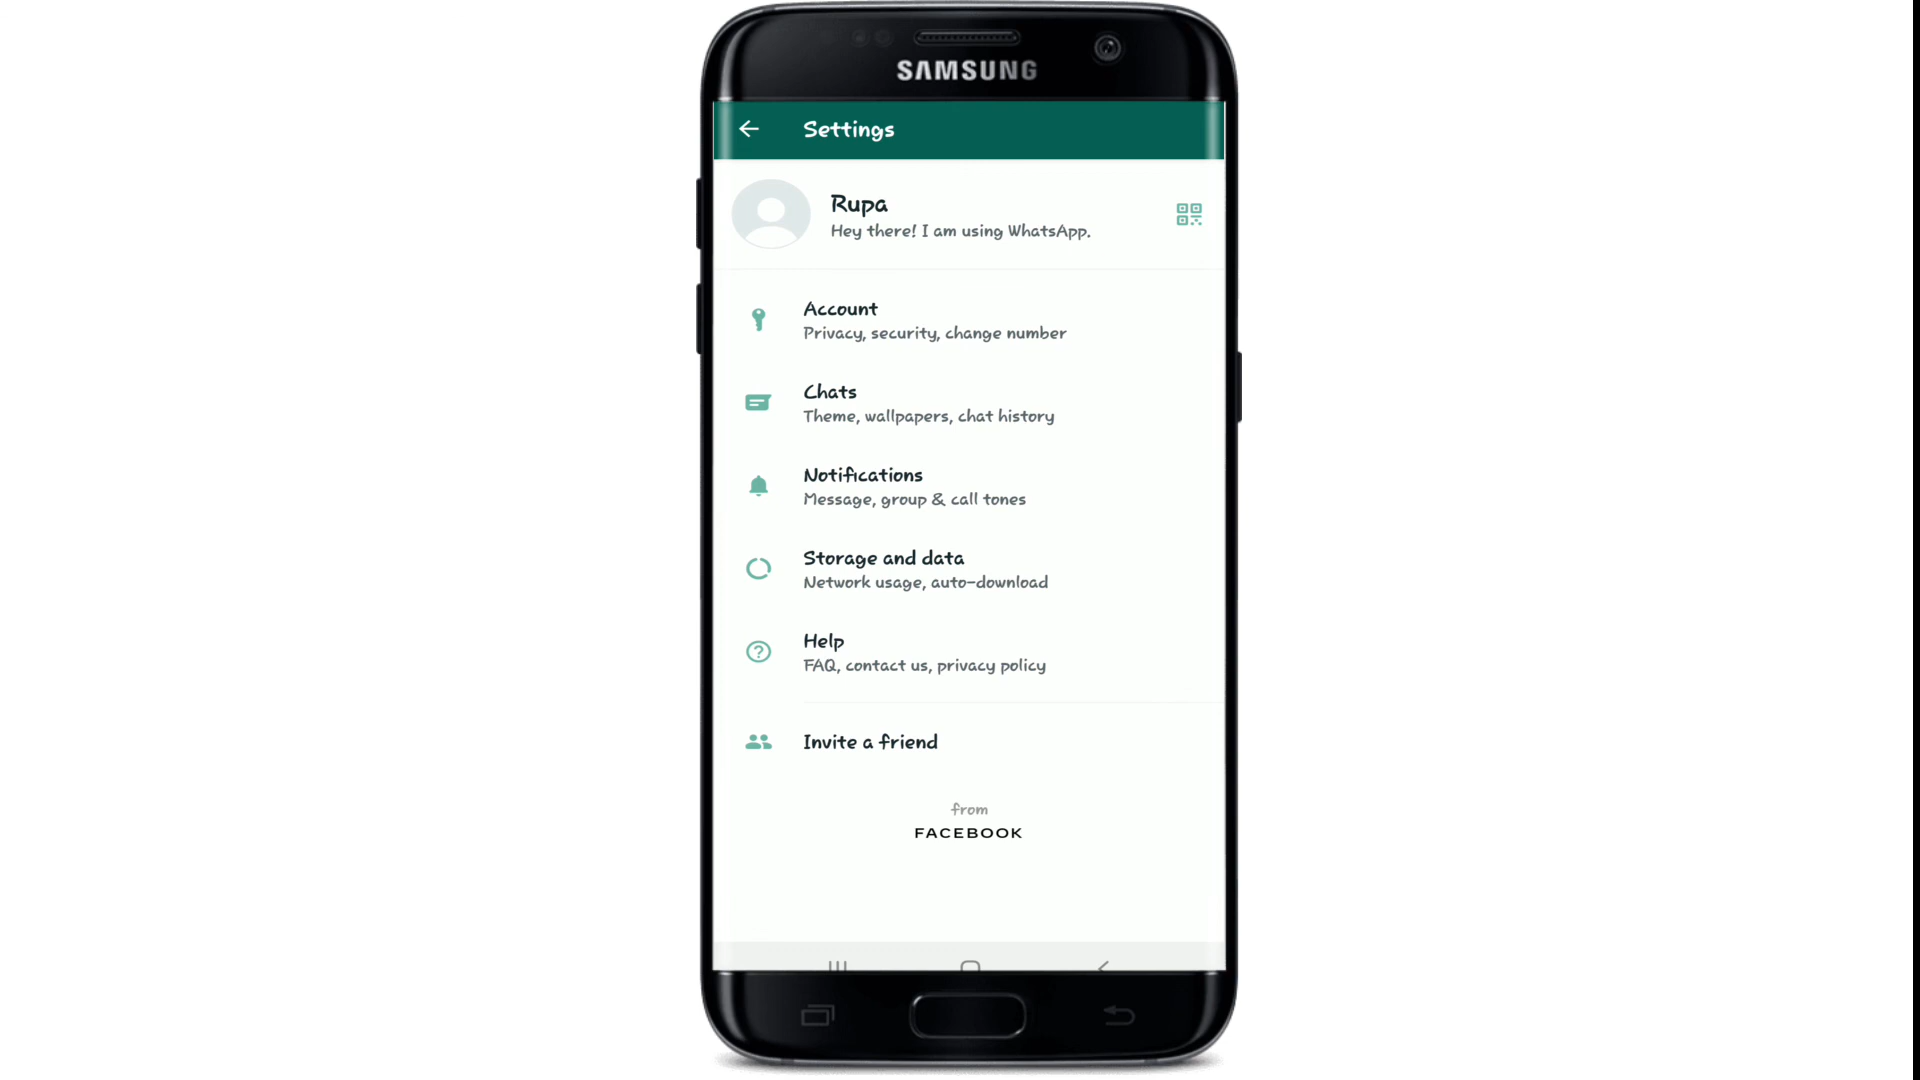 SAMSUNG
Settings
Rupa
Hey there! I am using WhatsApp.
Account
Privacy, security, change number
Chats
Theme, wallpapers, chat history
Notifications
Message, group & call tones
Storage and data
Network usage, auto-download
Help
FAQ, contact us, privacy policy
Invite a friend
from
FACEBOOK